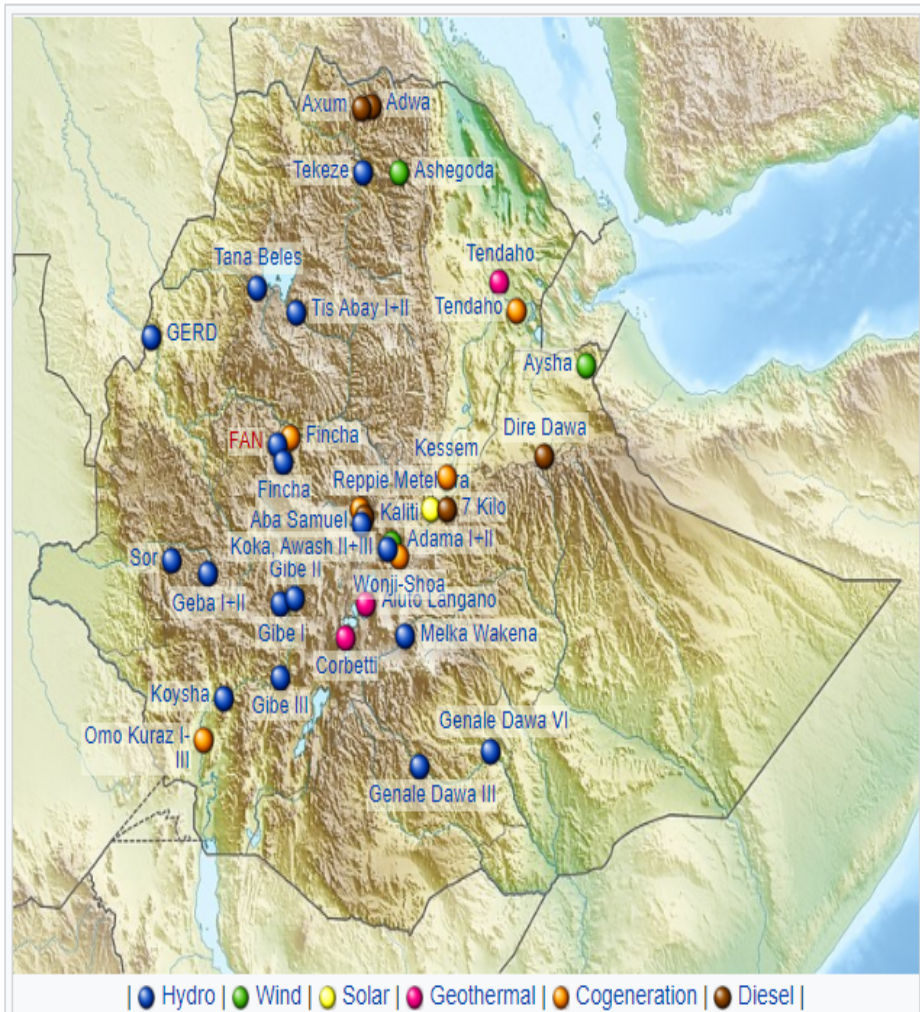 Axum
Adwa
Tekeze
Ashegoda
Tana Beles
Tendaho
Tis Abay I+II
Tendaho
GERD
Aysha
Dire Dawa
FAN
Fincha
Kessem
Fincha
Reppie
Metehara
Aba Samuel
Kaliti
7 Kilo
Koka, Awash II+III
Adama I+II
Sor
Gibe II
Geba I+II
Wonji-Shoa
Aluto Langano
Gibe I
Melka Wakena
Corbetti
Koysha
Gibe III
Genale Dawa VI
Omo Kuraz I-
III
Genale Dawa III
| Hydro | Wind | Solar | Geothermal | Cogeneration | Diesel |